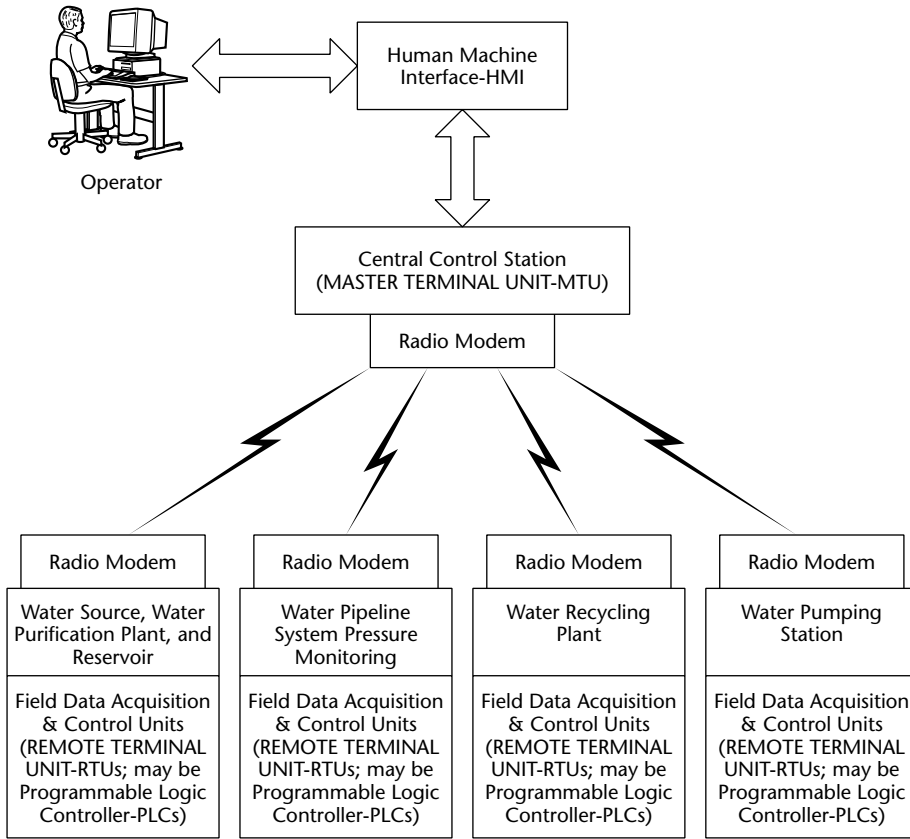 Human Machine
Interface-HMI
Operator
Central Control Station
(MASTER TERMINAL UNIT-MTU)
Radio Modem
Radio Modem
Water Source, Water
Purification Plant, and
Reservoir
Field Data Acquisition
& Control Units
(REMOTE TERMINAL
UNIT-RTUs; may be
Programmable Logic
Controller-PLCs)
Radio Modem
Water Pipeline
System Pressure
Monitoring
Field Data Acquisition
& Control Units
(REMOTE TERMINAL
UNIT-RTUs; may be
Programmable Logic
Controller-PLCs)
Radio Modem
Water Recycling
Plant
Field Data Acquisition
& Control Units
(REMOTE TERMINAL
UNIT-RTUs; may be
Programmable Logic
Controller-PLCs)
Radio Modem
Water Pumping
Station
Field Data Acquisition
& Control Units
(REMOTE TERMINAL
UNIT-RTUs; may be
Programmable Logic
Controller-PLCs)